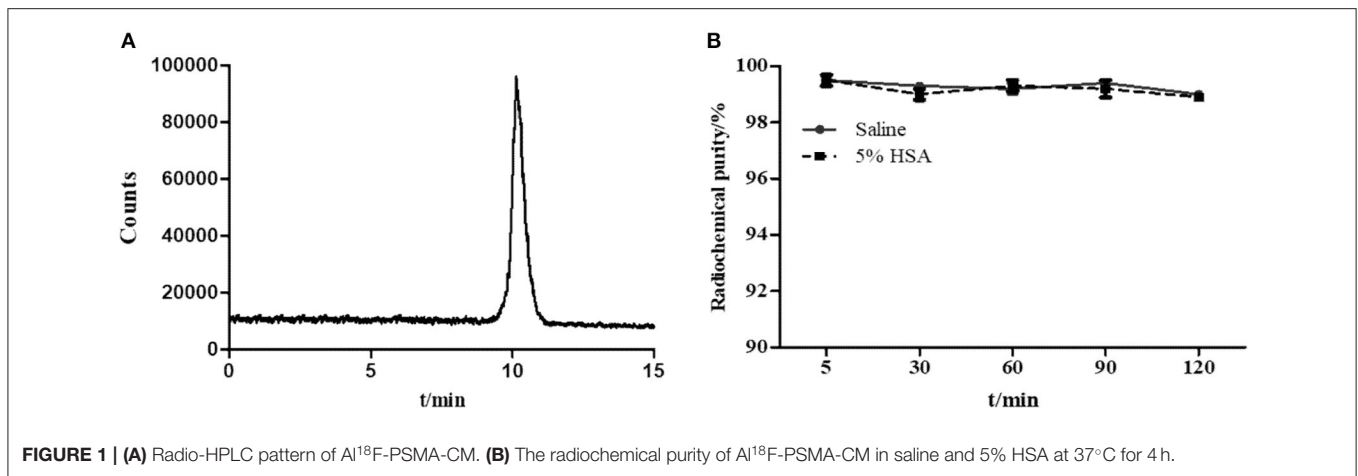 A
100000
80000
60000
40000
20000
0
Counts
0 5 10 15
t/min
B
100
98
96
94
92
90
Radiochemical purity/%
Saline
5% HSA
5 30 60 90 120
t/min
FIGURE 1 | (A) Radio-HPLC pattern of Al¹⁸F-PSMA-CM. (B) The radiochemical purity of Al¹⁸F-PSMA-CM in saline and 5% HSA at 37°C for 4 h.